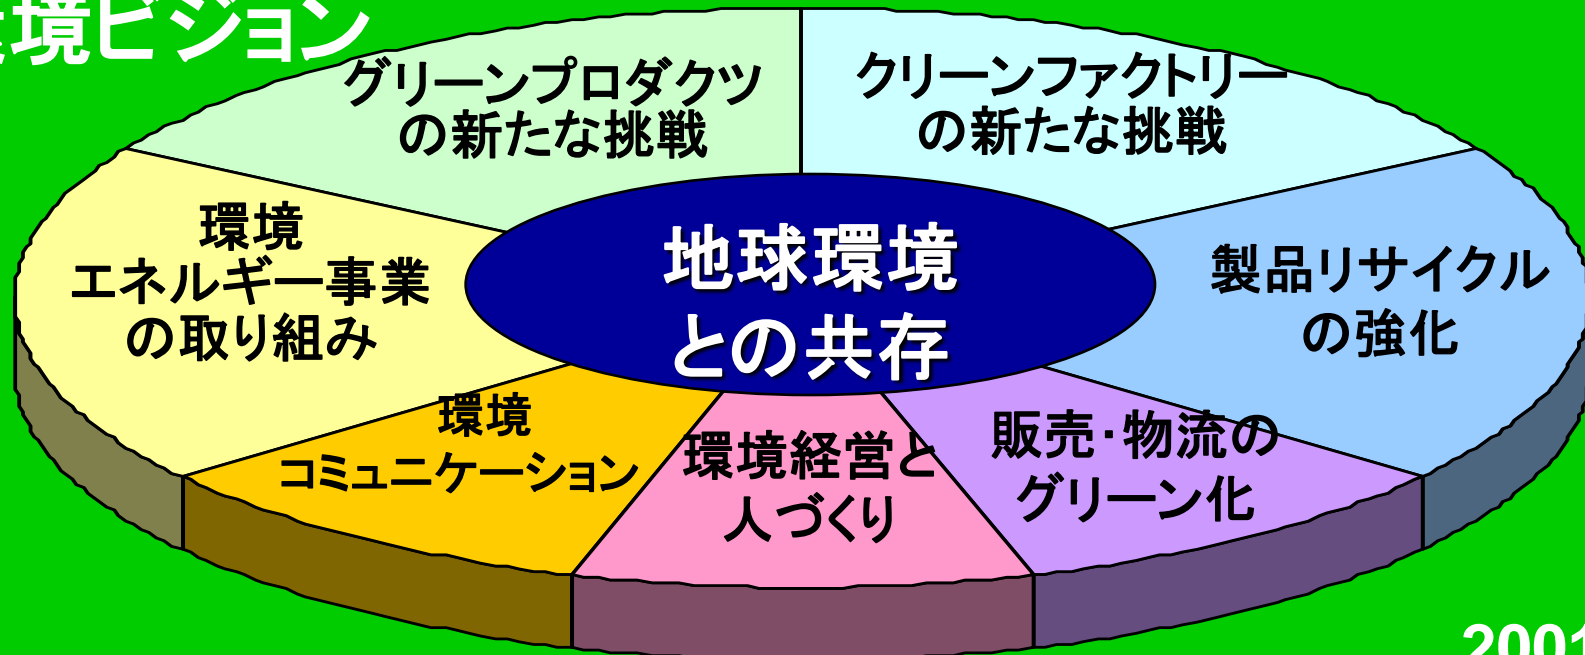 境ビジョン
グリーンプロダクツ
の新たな挑戦
クリーンファクトリー
の新たな挑戦
環境
エネルギー事業
の取り組み
地球環境
との共存
製品リサイクル
の強化
環境
コミュニケーション
環境経営と
人づくり
販売・物流の
グリーン化
2001